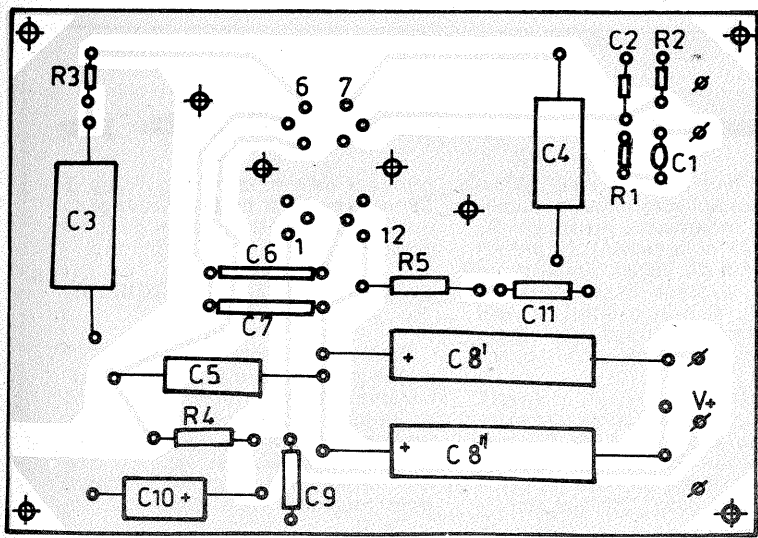 C2 R2
R3
6 7
C4
C1
R1
C3
1 12
C6
R5
C7
C11
+ C8'
C5
V+
R4
+ C8"
C10 +
C9